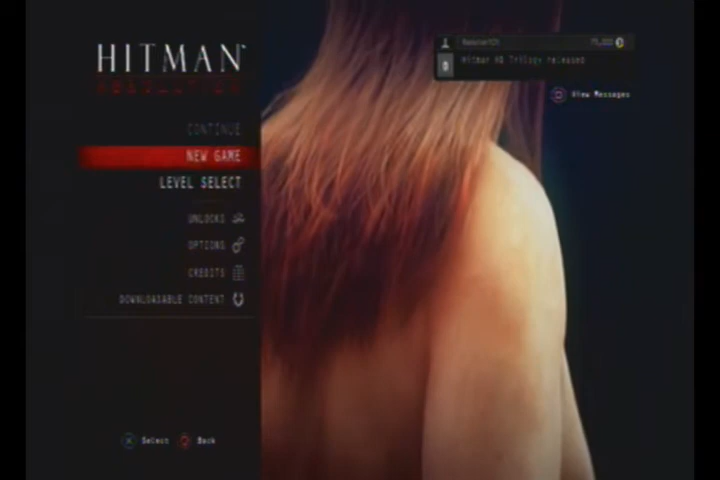 HITMAN
ABSOLUTION
CONTINUE
NEW GAME
LEVEL SELECT
UNLOCKS
OPTIONS
CREDITS
DOWNLOADABLE CONTENT
Select
Back
Hitman HD Trilogy released
View Messages